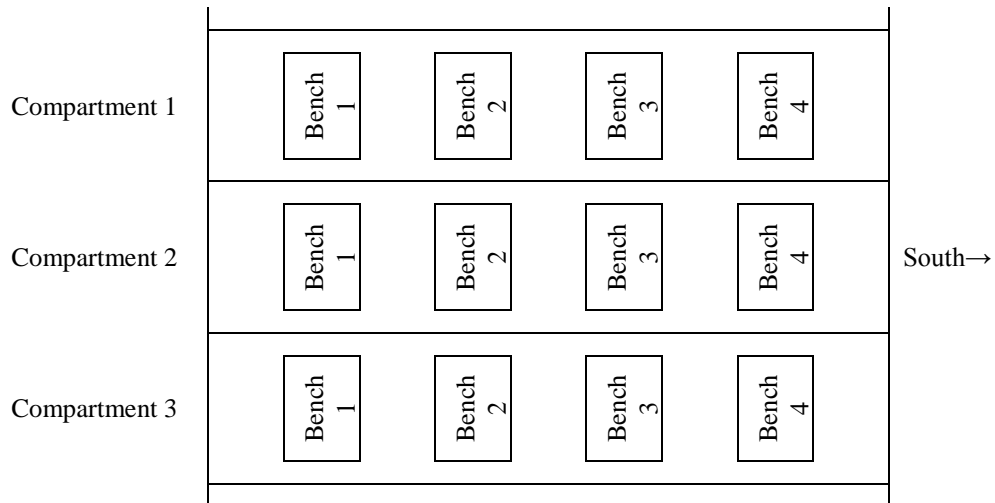 Compartment 1
Bench
1
Bench
2
Bench
3
Bench
4
Compartment 2
Bench
1
Bench
2
Bench
3
Bench
4
South→
Compartment 3
Bench
1
Bench
2
Bench
3
Bench
4